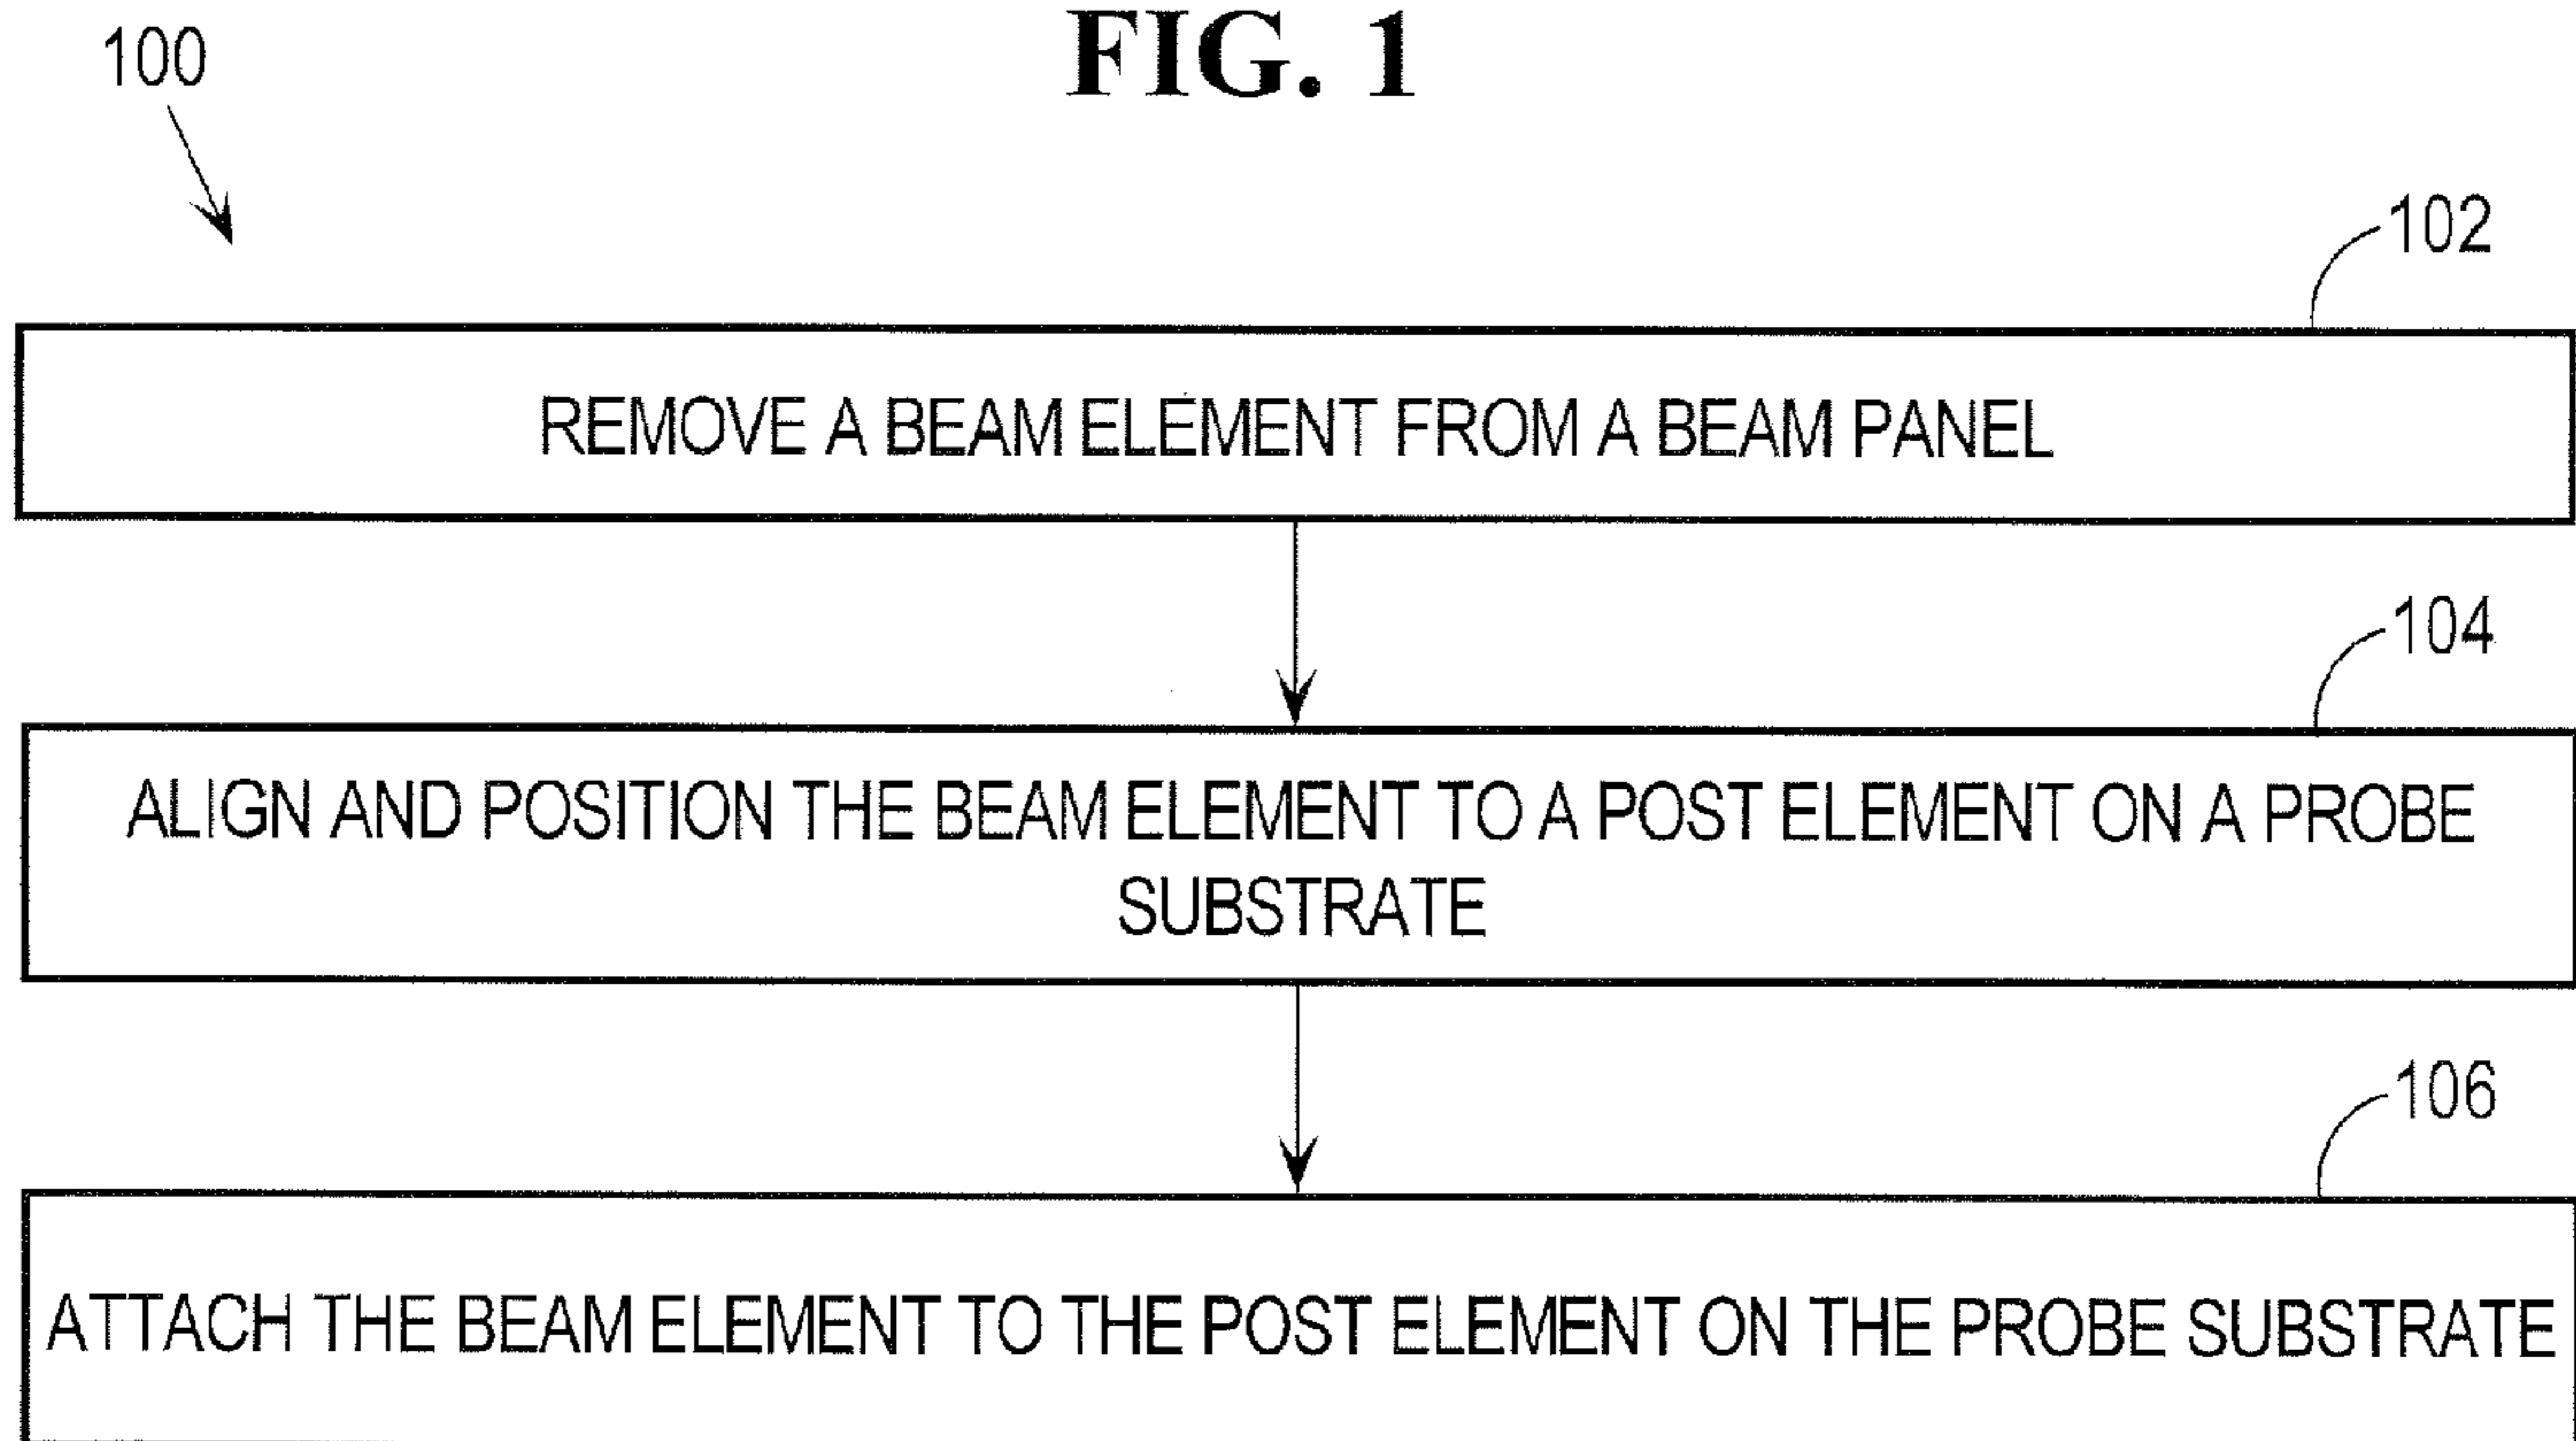 FIG. 1
100
102
REMOVE A BEAM ELEMENT FROM A BEAM PANEL
104
ALIGN AND POSITION THE BEAM ELEMENT TO A POST ELEMENT ON A PROBE
SUBSTRATE
106
ATTACH THE BEAM ELEMENT TO THE POST ELEMENT ON THE PROBE SUBSTRATE